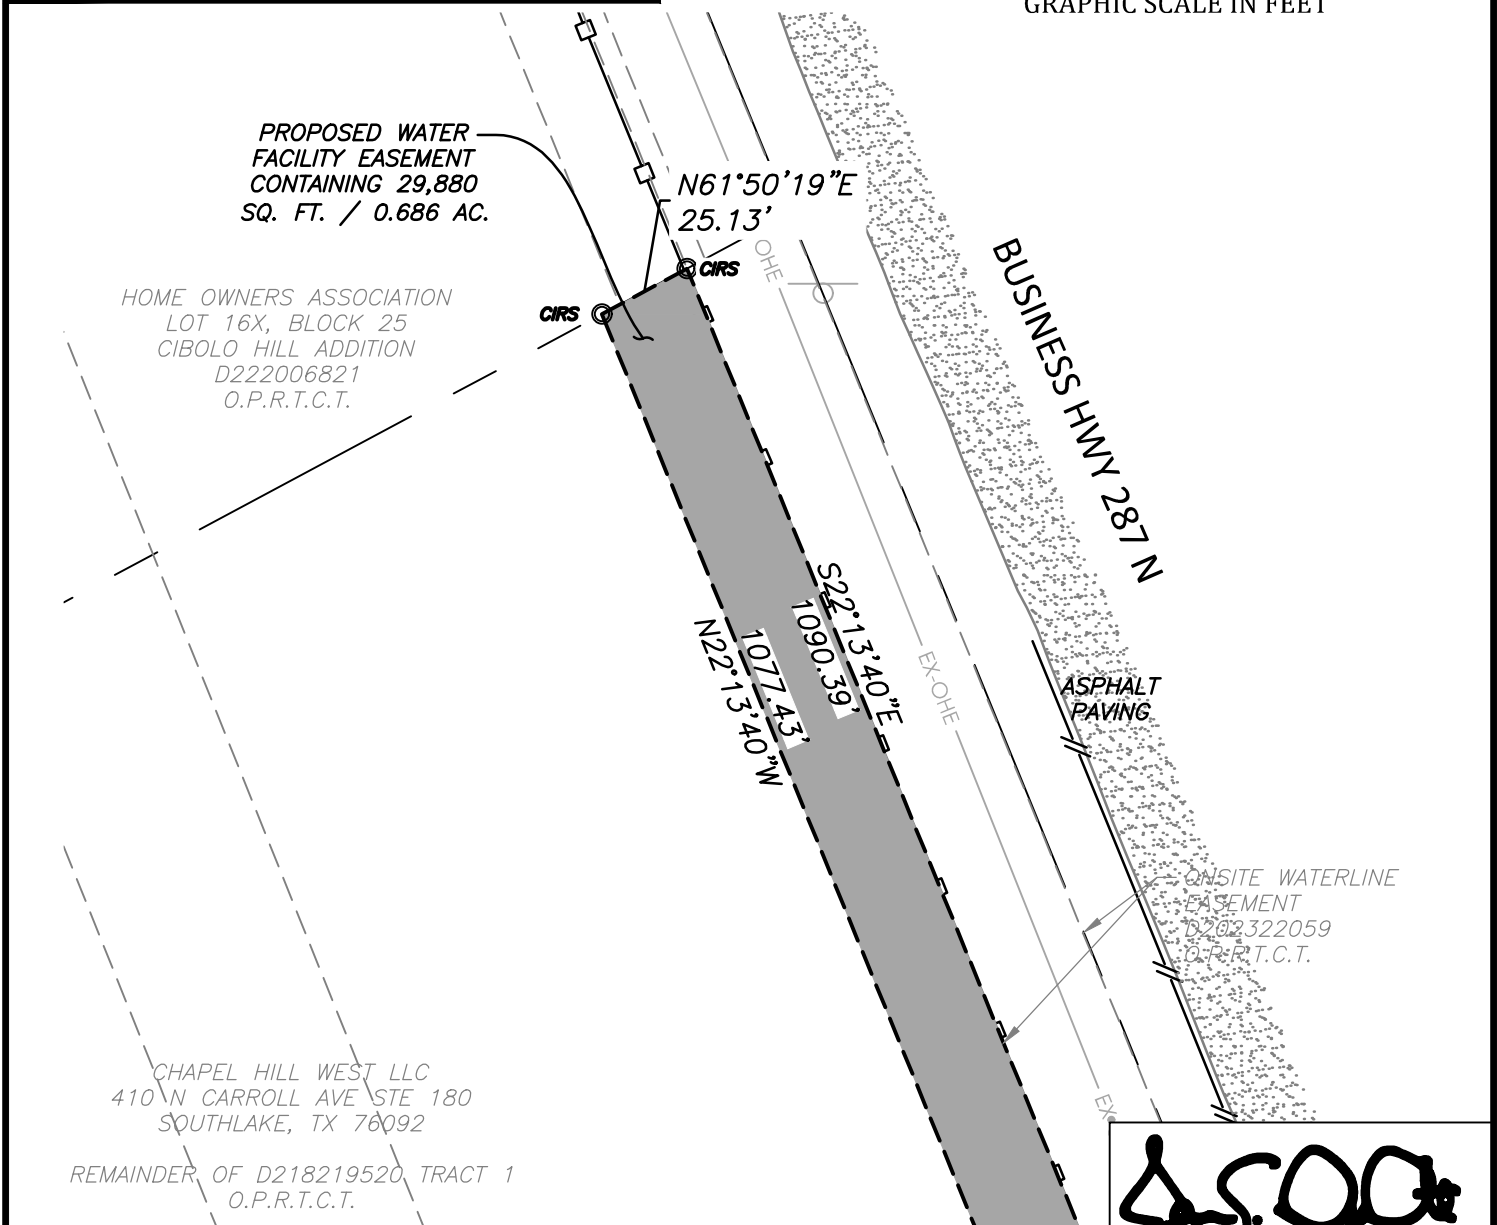 GRAPHIC SCALE IN FEET
PROPOSED WATER
FACILITY EASEMENT
CONTAINING 29,880
SQ. FT. / 0.686 AC.
N61°50'19"E
25.13'
OHE
CIRS
CIRS
HOME OWNERS ASSOCIATION
LOT 16X, BLOCK 25
CIBOLO HILL ADDITION
D222006821
O.P.R.T.C.T.
BUSINESS HWY 287 N
S22°13'40"E
1090.39'
1077.43'
N22°13'40"W
EX-OHE
ASPHALT
PAVING
ONSITE WATERLINE
EASEMENT
D202322059
O.P.R.T.C.T.
CHAPEL HILL WEST LLC
410 N CARROLL AVE STE 180
SOUTHLAKE, TX 76092
REMAINDER OF D218219520 TRACT 1
O.P.R.T.C.T.
EX